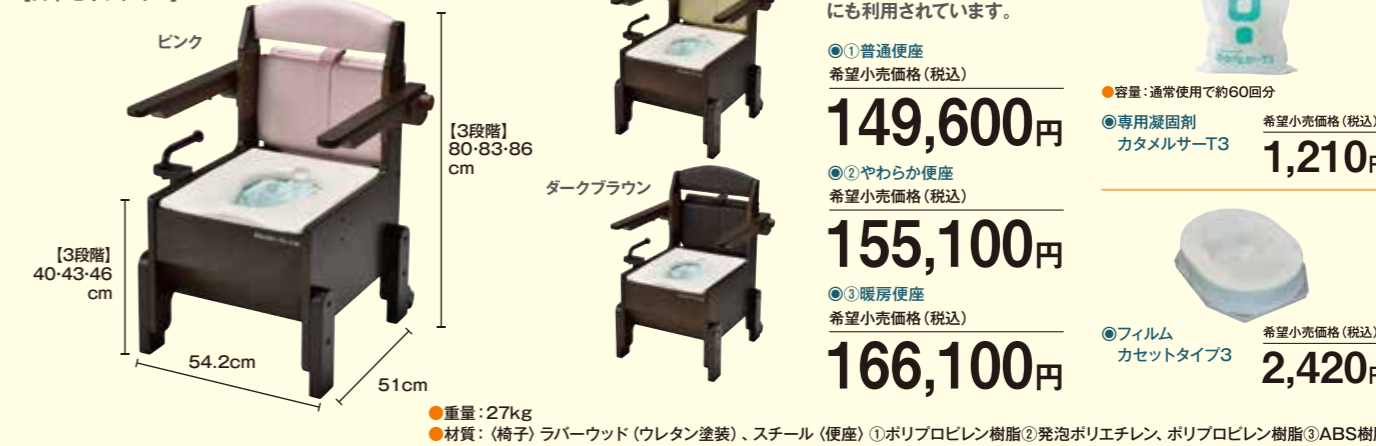 ピンク
【3段階】
80・83・86
cm
【3段階】
40・43・46
cm
54.2cm
51cm
ダークブラウン
にも利用されています。
◉①普通便座
希望小売価格（税込）
149,600円
◉②やわらか便座
希望小売価格（税込）
155,100円
◉③暖房便座
希望小売価格（税込）
166,100円
●容量：通常使用で約60回分
◉専用凝固剤
カタメルサーT3
希望小売価格（税込）
1,210円
◉フィルム
カセットタイプ3
希望小売価格（税込）
2,420円
●重量：27kg
●材質：〈椅子〉ラバーウッド（ウレタン塗装）、スチール〈便座〉①ポリプロピレン樹脂②発泡ポリエチレン、ポリプロピレン樹脂③ABS樹脂